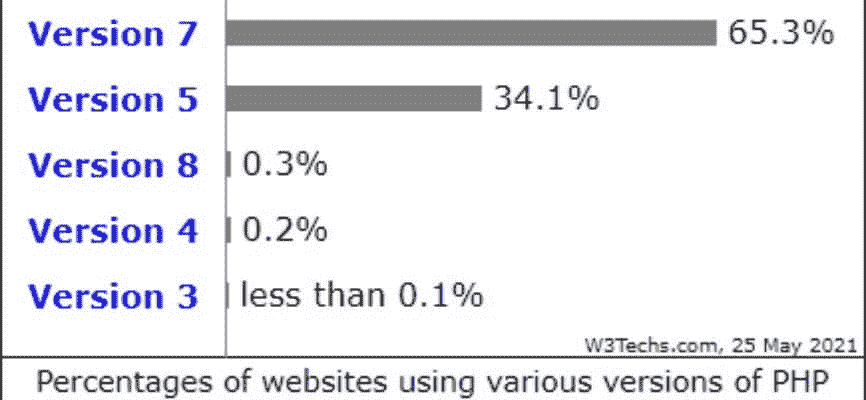 Version 7 65.3%
Version 5 34.1%
Version 8 0.3%
Version 4 0.2%
Version 3 less than 0.1%
W3Techs.com, 25 May 2021
Percentages of websites using various versions of PHP